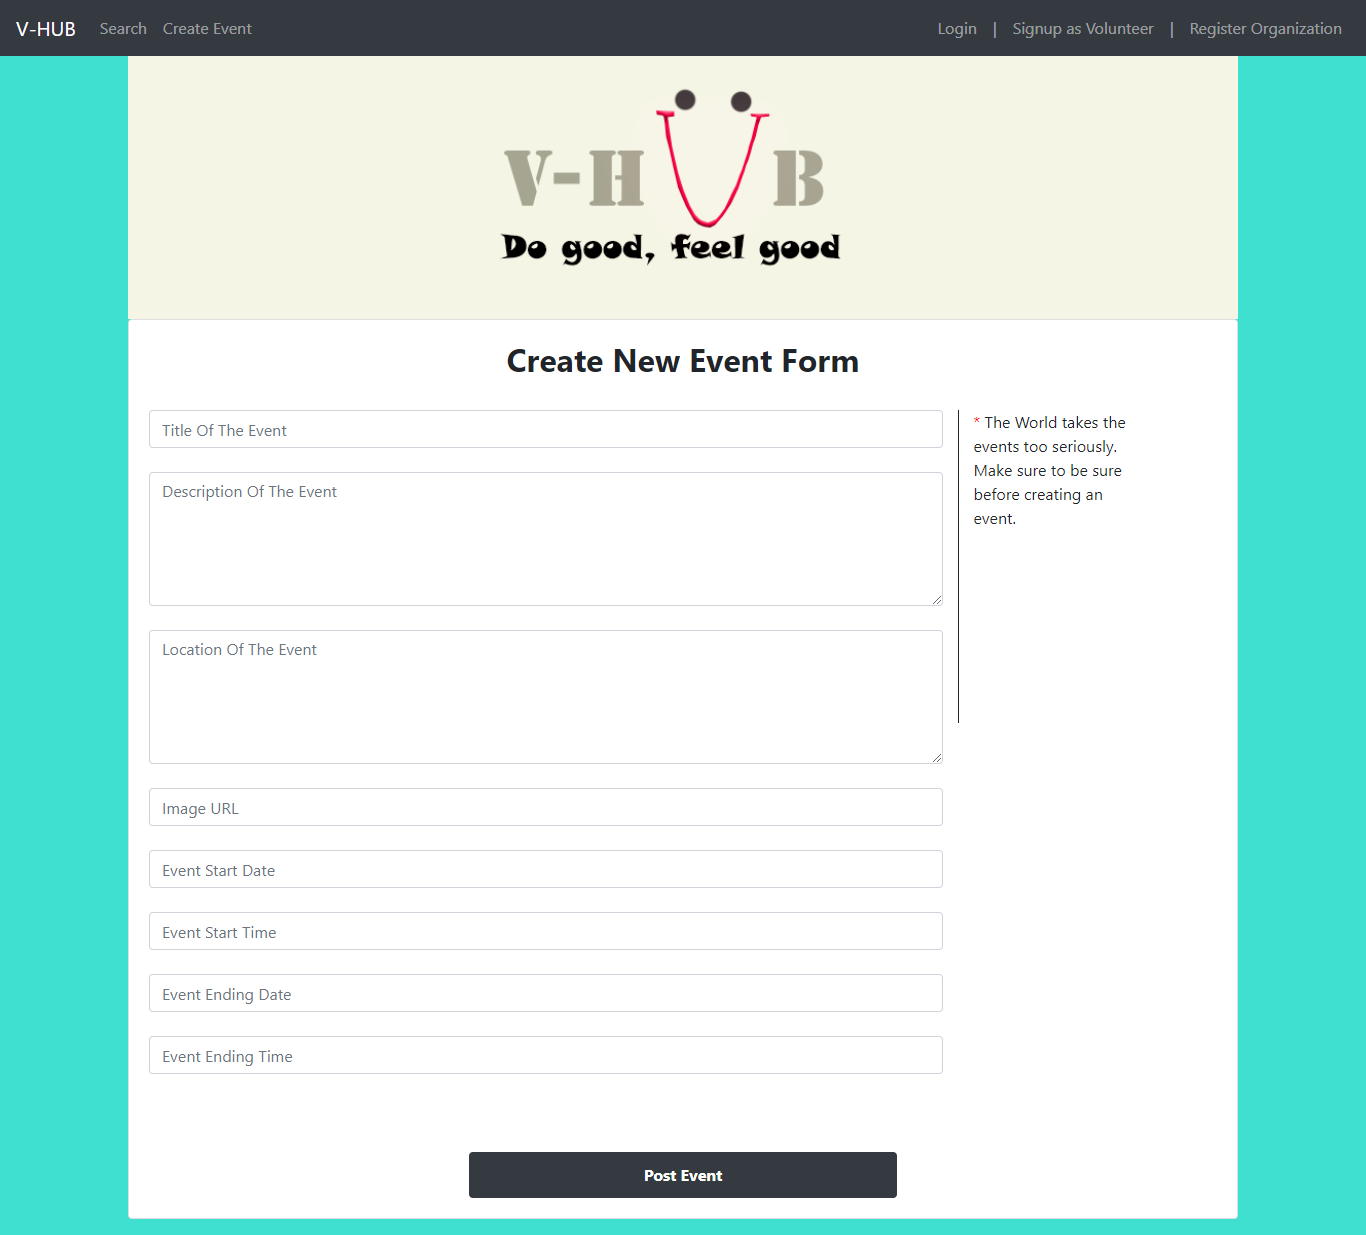 V-HUB Search Create Event Login | Signup as Volunteer | Register Organization
V-HUB
Do good, feel good
Create New Event Form
Title Of The Event
* The World takes the
events too seriously.
Make sure to be sure
before creating an
event.
Description Of The Event
Location Of The Event
Image URL
Event Start Date
Event Start Time
Event Ending Date
Event Ending Time
Post Event